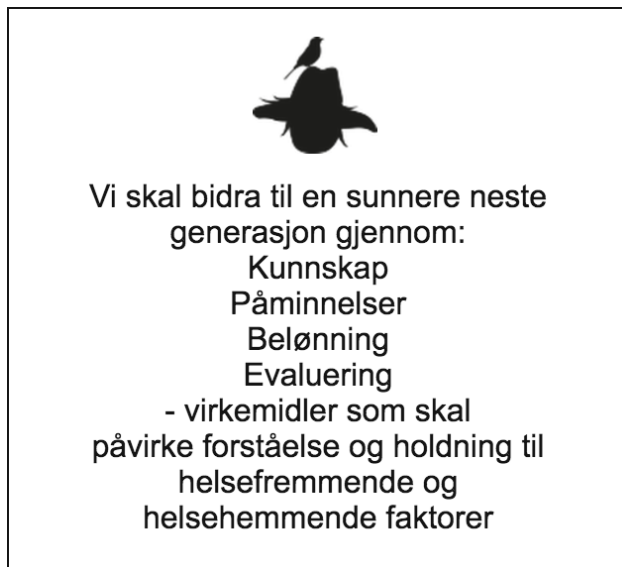 Vi skal bidra til en sunnere neste
generasjon gjennom:
Kunnskap
Påminnelser
Belønning
Evaluering
- virkemidler som skal
påvirke forståelse og holdning til
helsefremmende og
helsehemmende faktorer